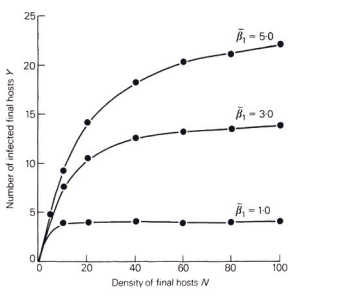 25
20
15
10
5
0
Number of infected final hosts Y
β̄₁ = 5·0
β̄₁ = 3·0
β̄₁ = 1·0
0 20 40 60 80 100
Density of final hosts N